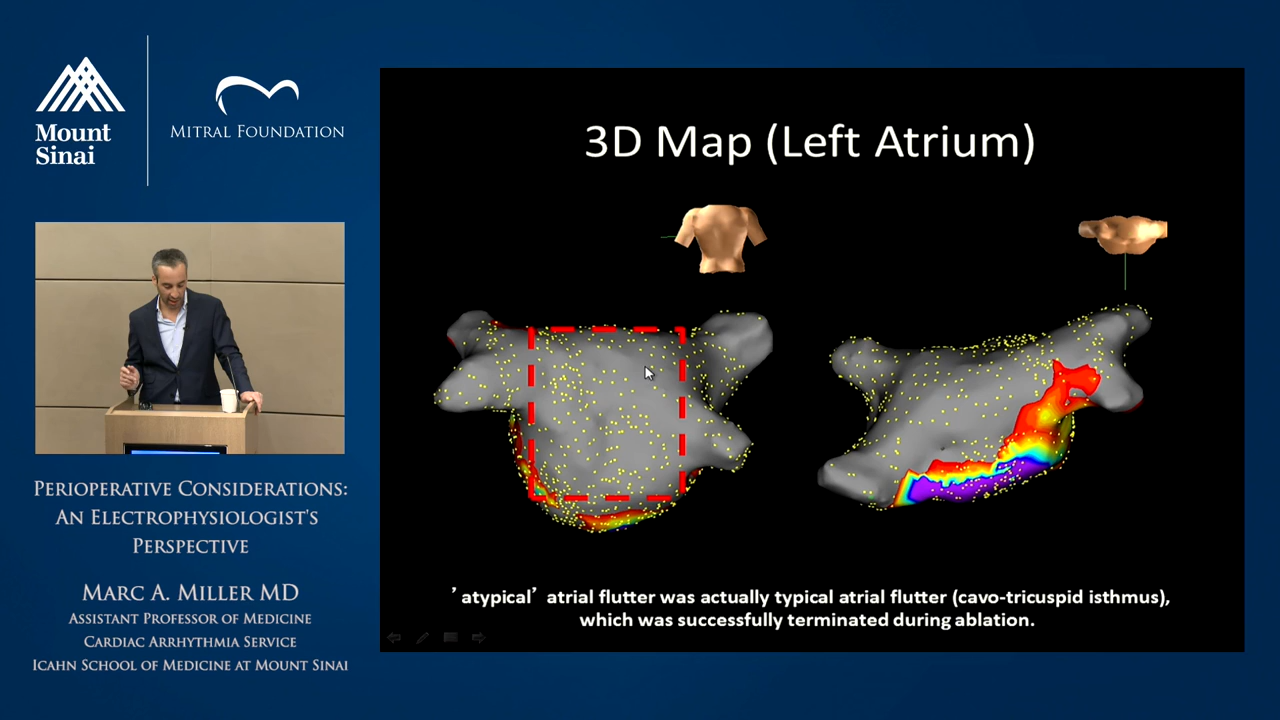 Mount
Sinai
MITRAL FOUNDATION
PERIOPERATIVE CONSIDERATIONS:
AN ELECTROPHYSIOLOGIST'S
PERSPECTIVE
MARC A. MILLER MD
ASSISTANT PROFESSOR OF MEDICINE
CARDIAC ARRHYTHMIA SERVICE
ICAHN SCHOOL OF MEDICINE AT MOUNT SINAI
3D Map (Left Atrium)
’atypical’ atrial flutter was actually typical atrial flutter (cavo-tricuspid isthmus),
which was successfully terminated during ablation.